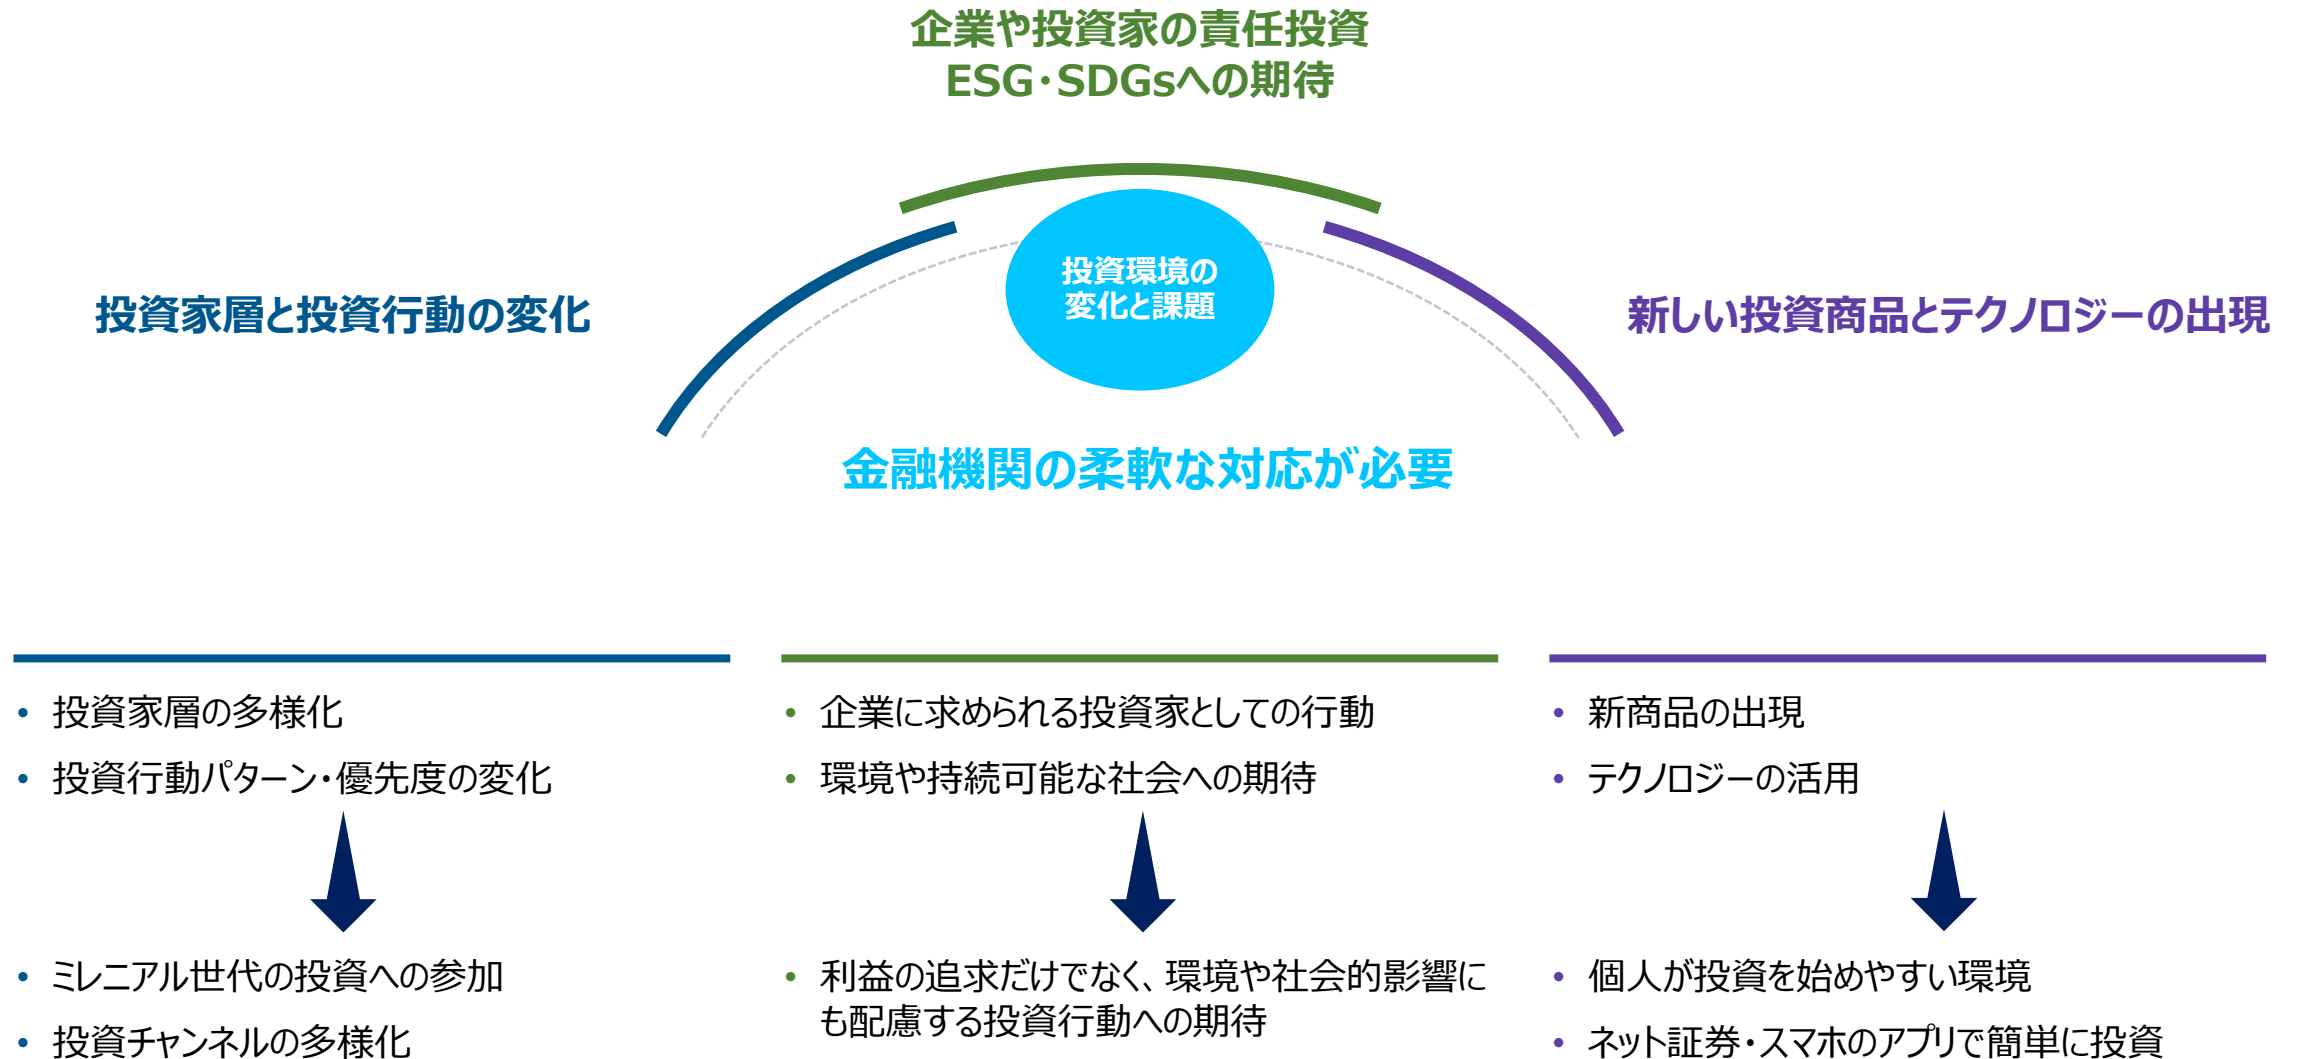 企業や投資家の責任投資
ESG・SDGsへの期待
投資環境の
変化と課題
投資家層と投資行動の変化
新しい投資商品とテクノロジーの出現
金融機関の柔軟な対応が必要
• 投資家層の多様化
• 投資行動パターン・優先度の変化
• ミレニアル世代の投資への参加
• 投資チャンネルの多様化
• 企業に求められる投資家としての行動
• 環境や持続可能な社会への期待
• 利益の追求だけでなく、環境や社会的影響に
も配慮する投資行動への期待
• 新商品の出現
• テクノロジーの活用
• 個人が投資を始めやすい環境
• ネット証券・スマホのアプリで簡単に投資